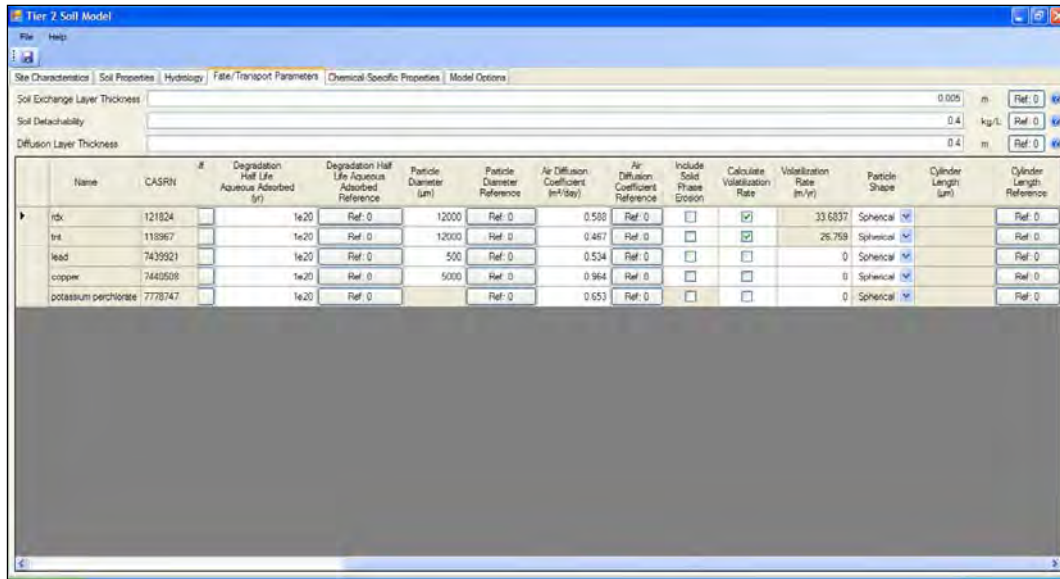 Tier 2 Soil Model
File Help
Site Characteristics Soil Properties Hydrology Fate/Transport Parameters Chemical Specific Properties Model Options
Soil Exchange Layer Thickness 0.005 m Ref: 0
Soil Detachability 0.4 kg/L Ref: 0
Diffusion Layer Thickness 0.4 m Ref: 0
Name CASRN # Degradation Half Life Aqueous Adsorbed (yr) Degradation Half Life Aqueous Adsorbed Reference Particle Diameter (μm) Particle Diameter Reference Air Diffusion Coefficient (m²/day) Air Diffusion Coefficient Reference Include Solid Phase Erosion Calculate Volatilization Rate Volatilization Rate (m/yr) Particle Shape Cylinder Length (μm) Cylinder Length Reference
rdx 121824 1e20 Ref: 0 12000 Ref: 0 0.588 Ref: 0 33.6837 Spherical Ref: 0
tnt 118967 1e20 Ref: 0 12000 Ref: 0 0.467 Ref: 0 26.759 Spherical Ref: 0
lead 7439921 1e20 Ref: 0 500 Ref: 0 0.534 Ref: 0 0 Spherical Ref: 0
copper 7440508 1e20 Ref: 0 5000 Ref: 0 0.964 Ref: 0 0 Spherical Ref: 0
potassium perchlorate 7778747 1e20 Ref: 0 Ref: 0 0.653 Ref: 0 0 Spherical Ref: 0